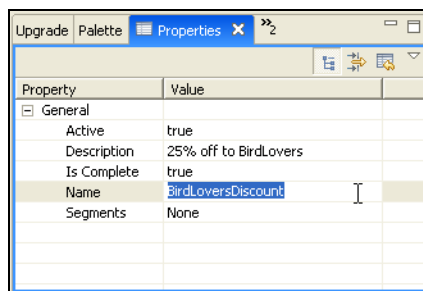 Upgrade Palette Properties »2
Property Value
General
Active true
Description 25% off to BirdLovers
Is Complete true
Name BirdLoversDiscount
Segments None